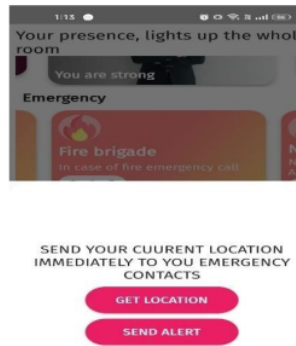 1:13
Your presence, lights up the whol
room
You are strong
Emergency
Fire brigade
In case of fire emergency call
N
SEND YOUR CUURENT LOCATION
IMMEDIATELY TO YOU EMERGENCY
CONTACTS
GET LOCATION
SEND ALERT